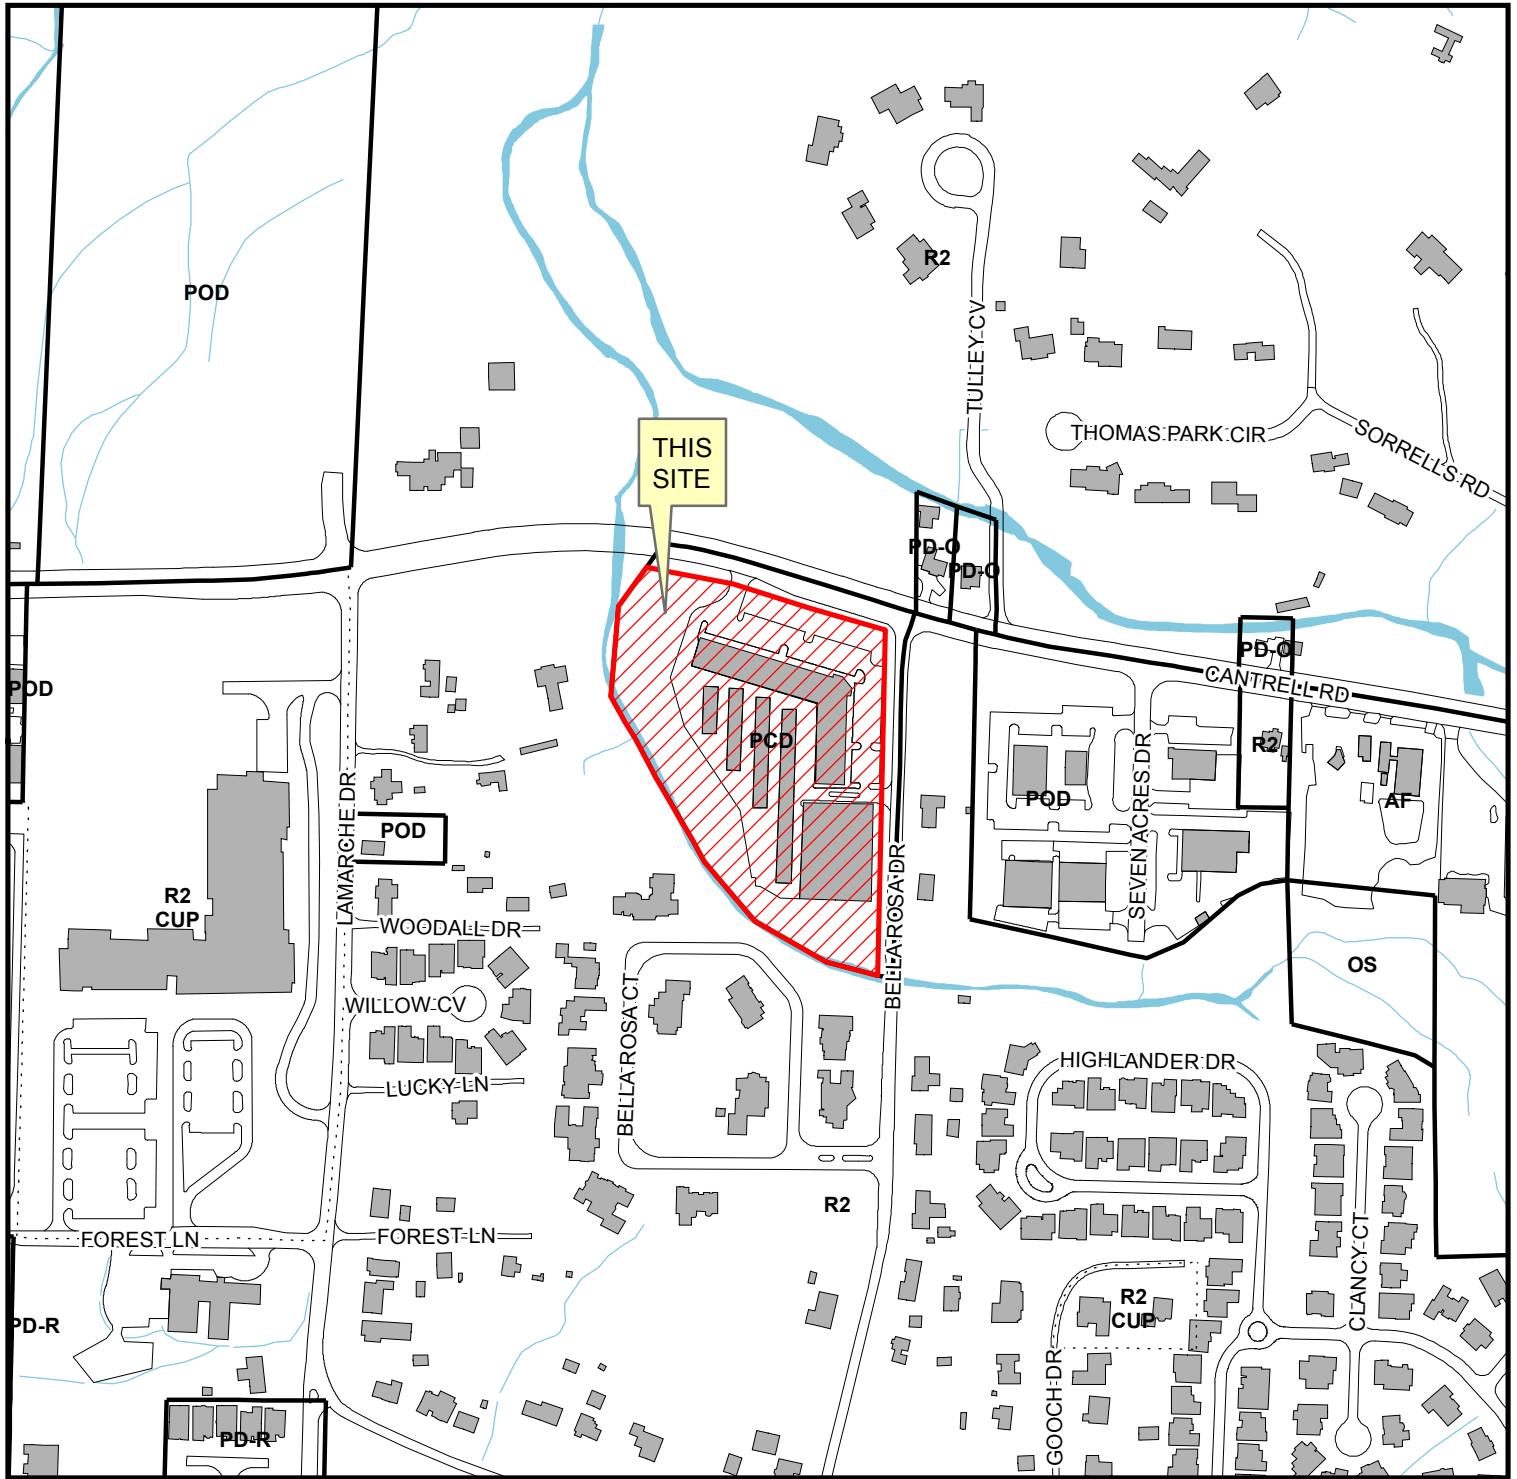 R2
POD
TULLEY CV
THOMAS PARK CIR
SORRELLS RD
THIS
SITE
PD-O
PD-O
PD-O
CANTRELL RD
POD
PCD
R2
POD
AF
SEVEN ACRES DR
LAMARCHE DR
POD
BELLA ROSA DR
R2
CUP
WOODALL DR
OS
WILLOW CV
BELLA ROSA CT
HIGHLANDER DR
LUCKY LN
R2
FOREST LN
FOREST LN
CLANCY CT
R2
CUP
PD-R
GOOCH DR
PD-R